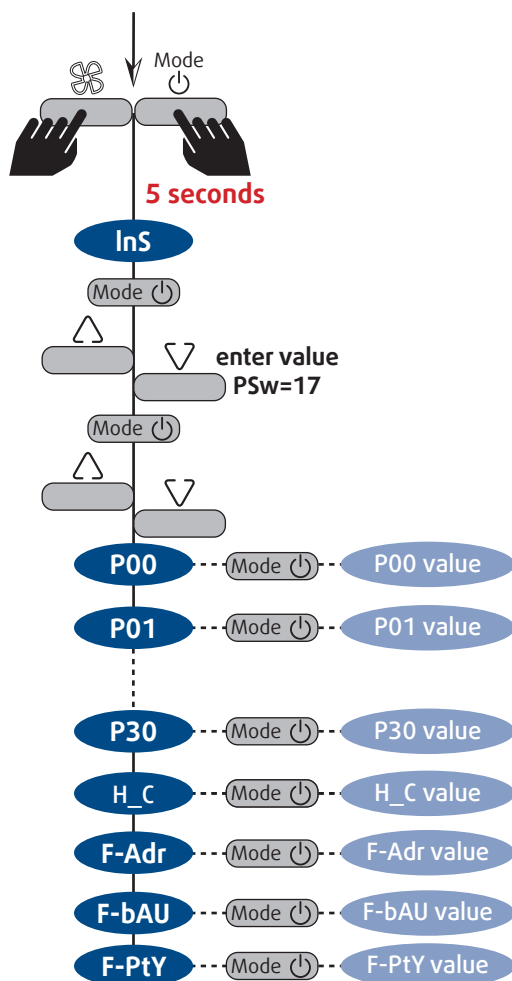 Mode
5 seconds
InS
Mode
enter value
PSw=17
Mode
P00 Mode P00 value
P01 Mode P01 value
P30 Mode P30 value
H_C Mode H_C value
F-Adr Mode F-Adr value
F-bAU Mode F-bAU value
F-PtY Mode F-PtY value